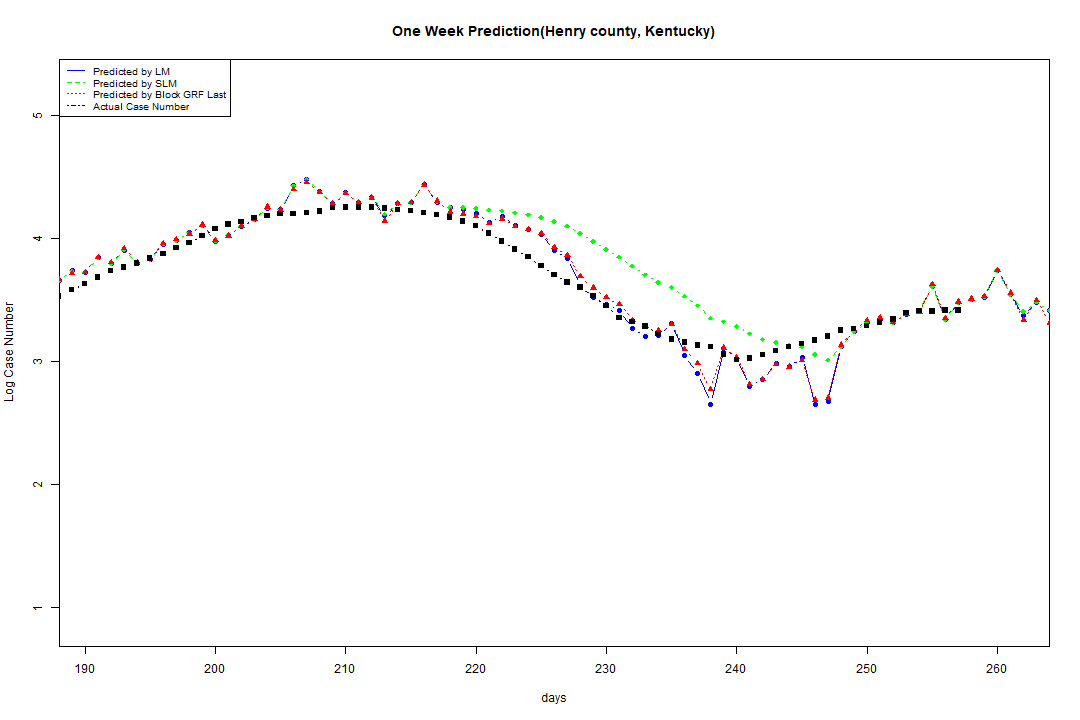 One Week Prediction(Henry county, Kentucky)
Predicted by LM
Predicted by SLM
Predicted by Block GRF Last
Actual Case Number
5
4
3
2
1
Log Case Number
190 200 210 220 230 240 250 260
days